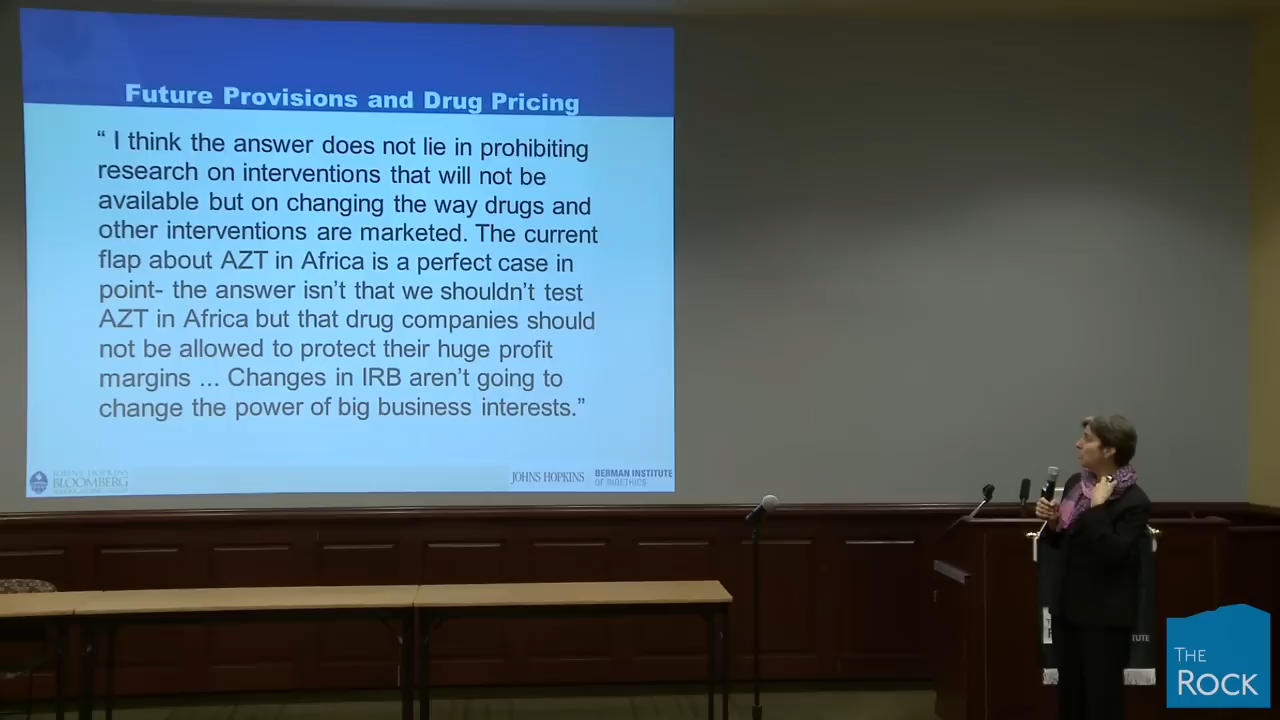 Future Provisions and Drug Pricing
“ I think the answer does not lie in prohibiting
research on interventions that will not be
available but on changing the way drugs and
other interventions are marketed. The current
flap about AZT in Africa is a perfect case in
point- the answer isn’t that we shouldn’t test
AZT in Africa but that drug companies should
not be allowed to protect their huge profit
margins ... Changes in IRB aren’t going to
change the power of big business interests.”
JOHNS HOPKINS
BLOOMBERG
JOHNS HOPKINS
BERMAN INSTITUTE
OF BIOETHICS
THE
ROCK